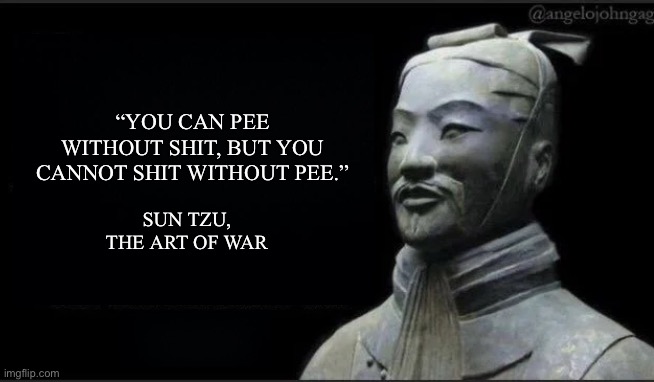 @angelojohngag
“YOU CAN PEE
WITHOUT SHIT, BUT YOU
CANNOT SHIT WITHOUT PEE.”
SUN TZU,
THE ART OF WAR
imgflip.com